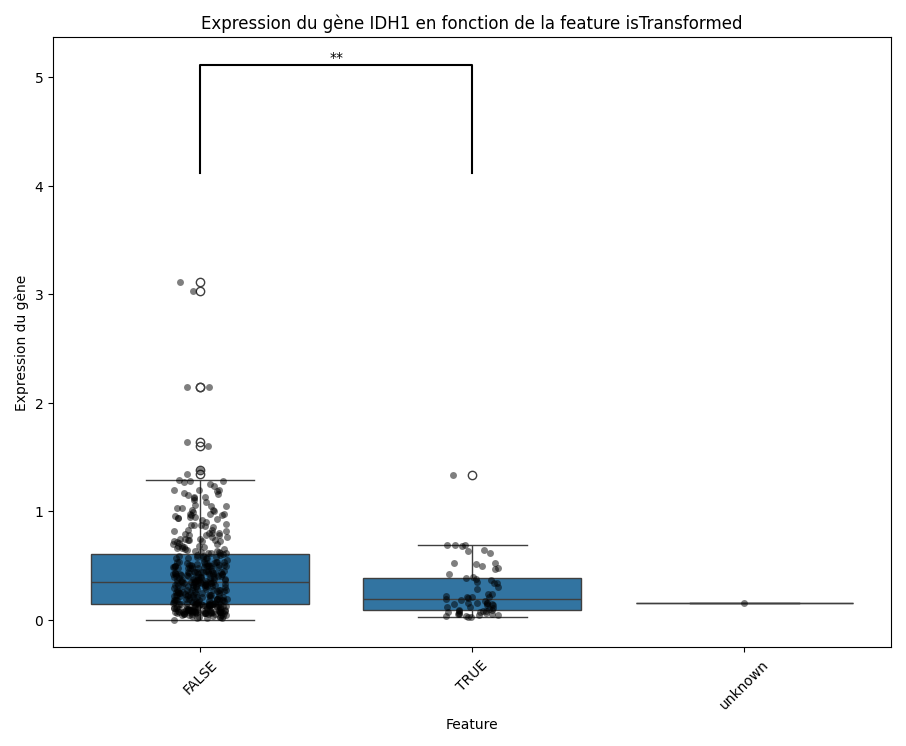 Expression du gène IDH1 en fonction de la feature isTransformed
**
5
4
3
2
1
0
Expression du gène
FALSE
TRUE
unknown
Feature